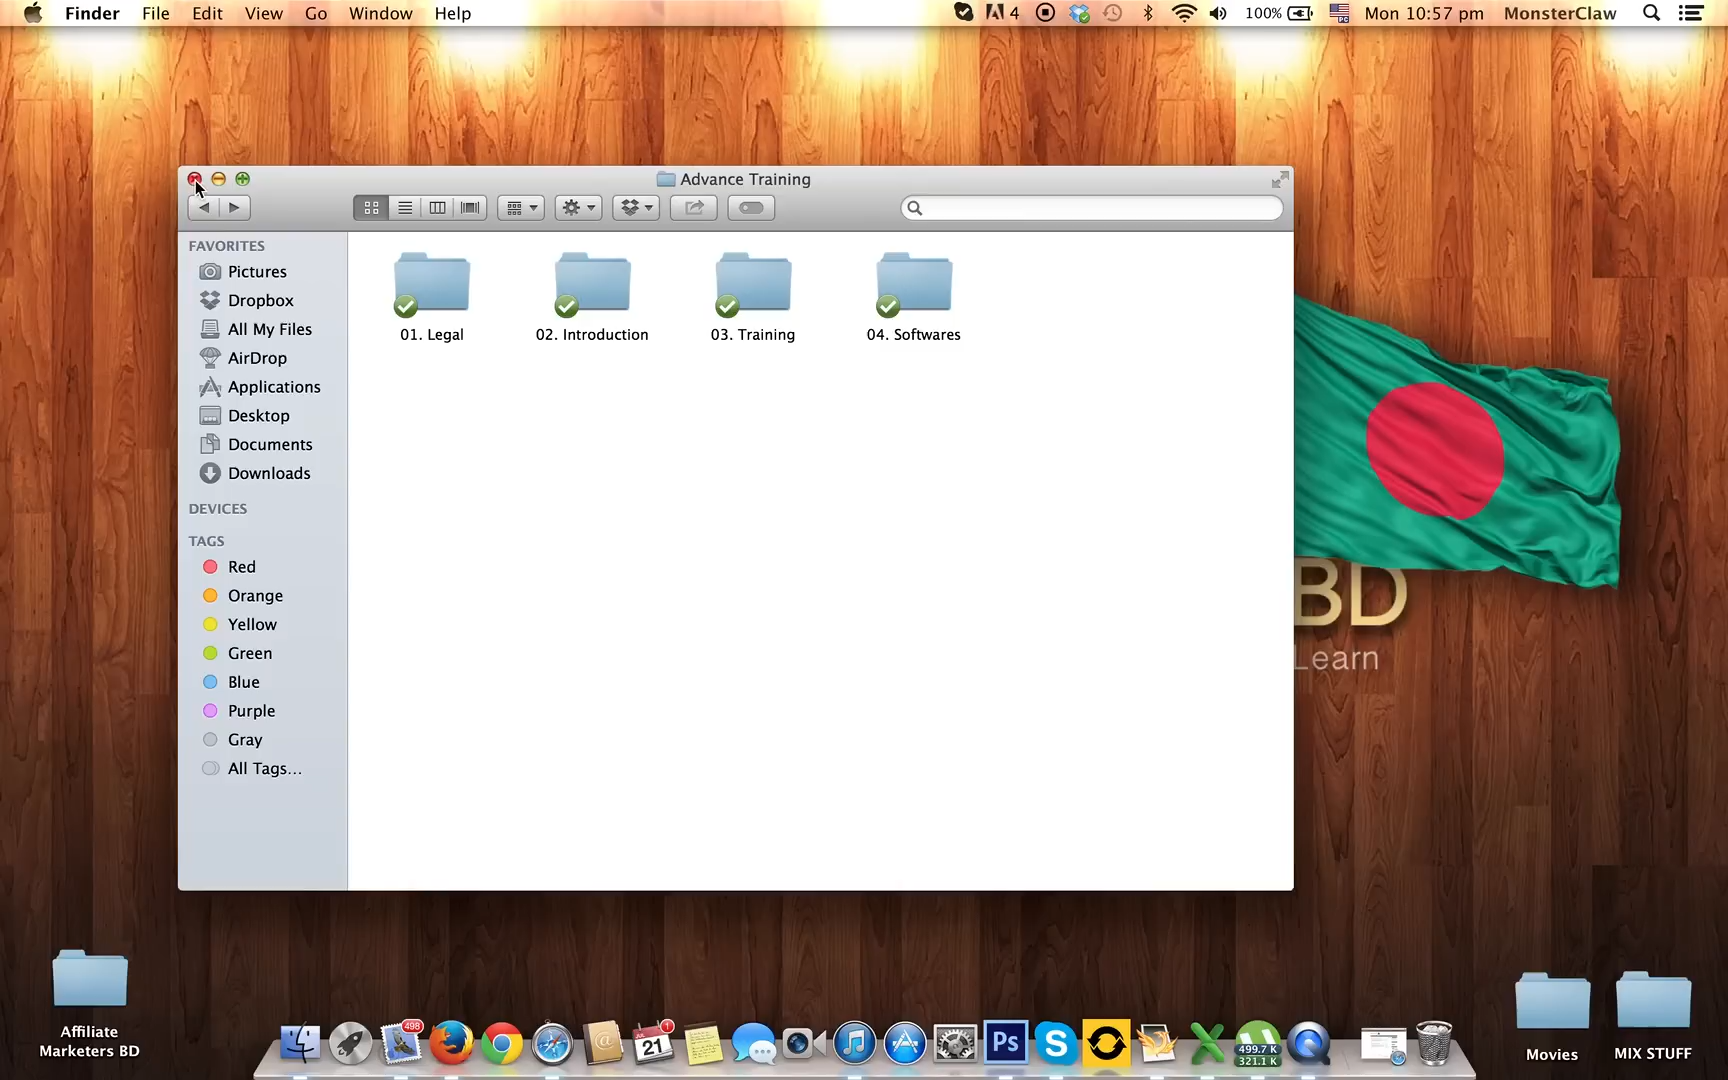 Finder File Edit View Go Window Help 4 100% Mon 10:57 pm MonsterClaw
Advance Training
FAVORITES
Pictures
Dropbox
All My Files
AirDrop
Applications
Desktop
Documents
Downloads
DEVICES
TAGS
Red
Orange
Yellow
Green
Blue
Purple
Gray
All Tags...
01. Legal
02. Introduction
03. Training
04. Softwares
BD
Learn
Affiliate
Marketers BD
498
1
21
Ps
499.7 K
321.1 K
Movies
MIX STUFF